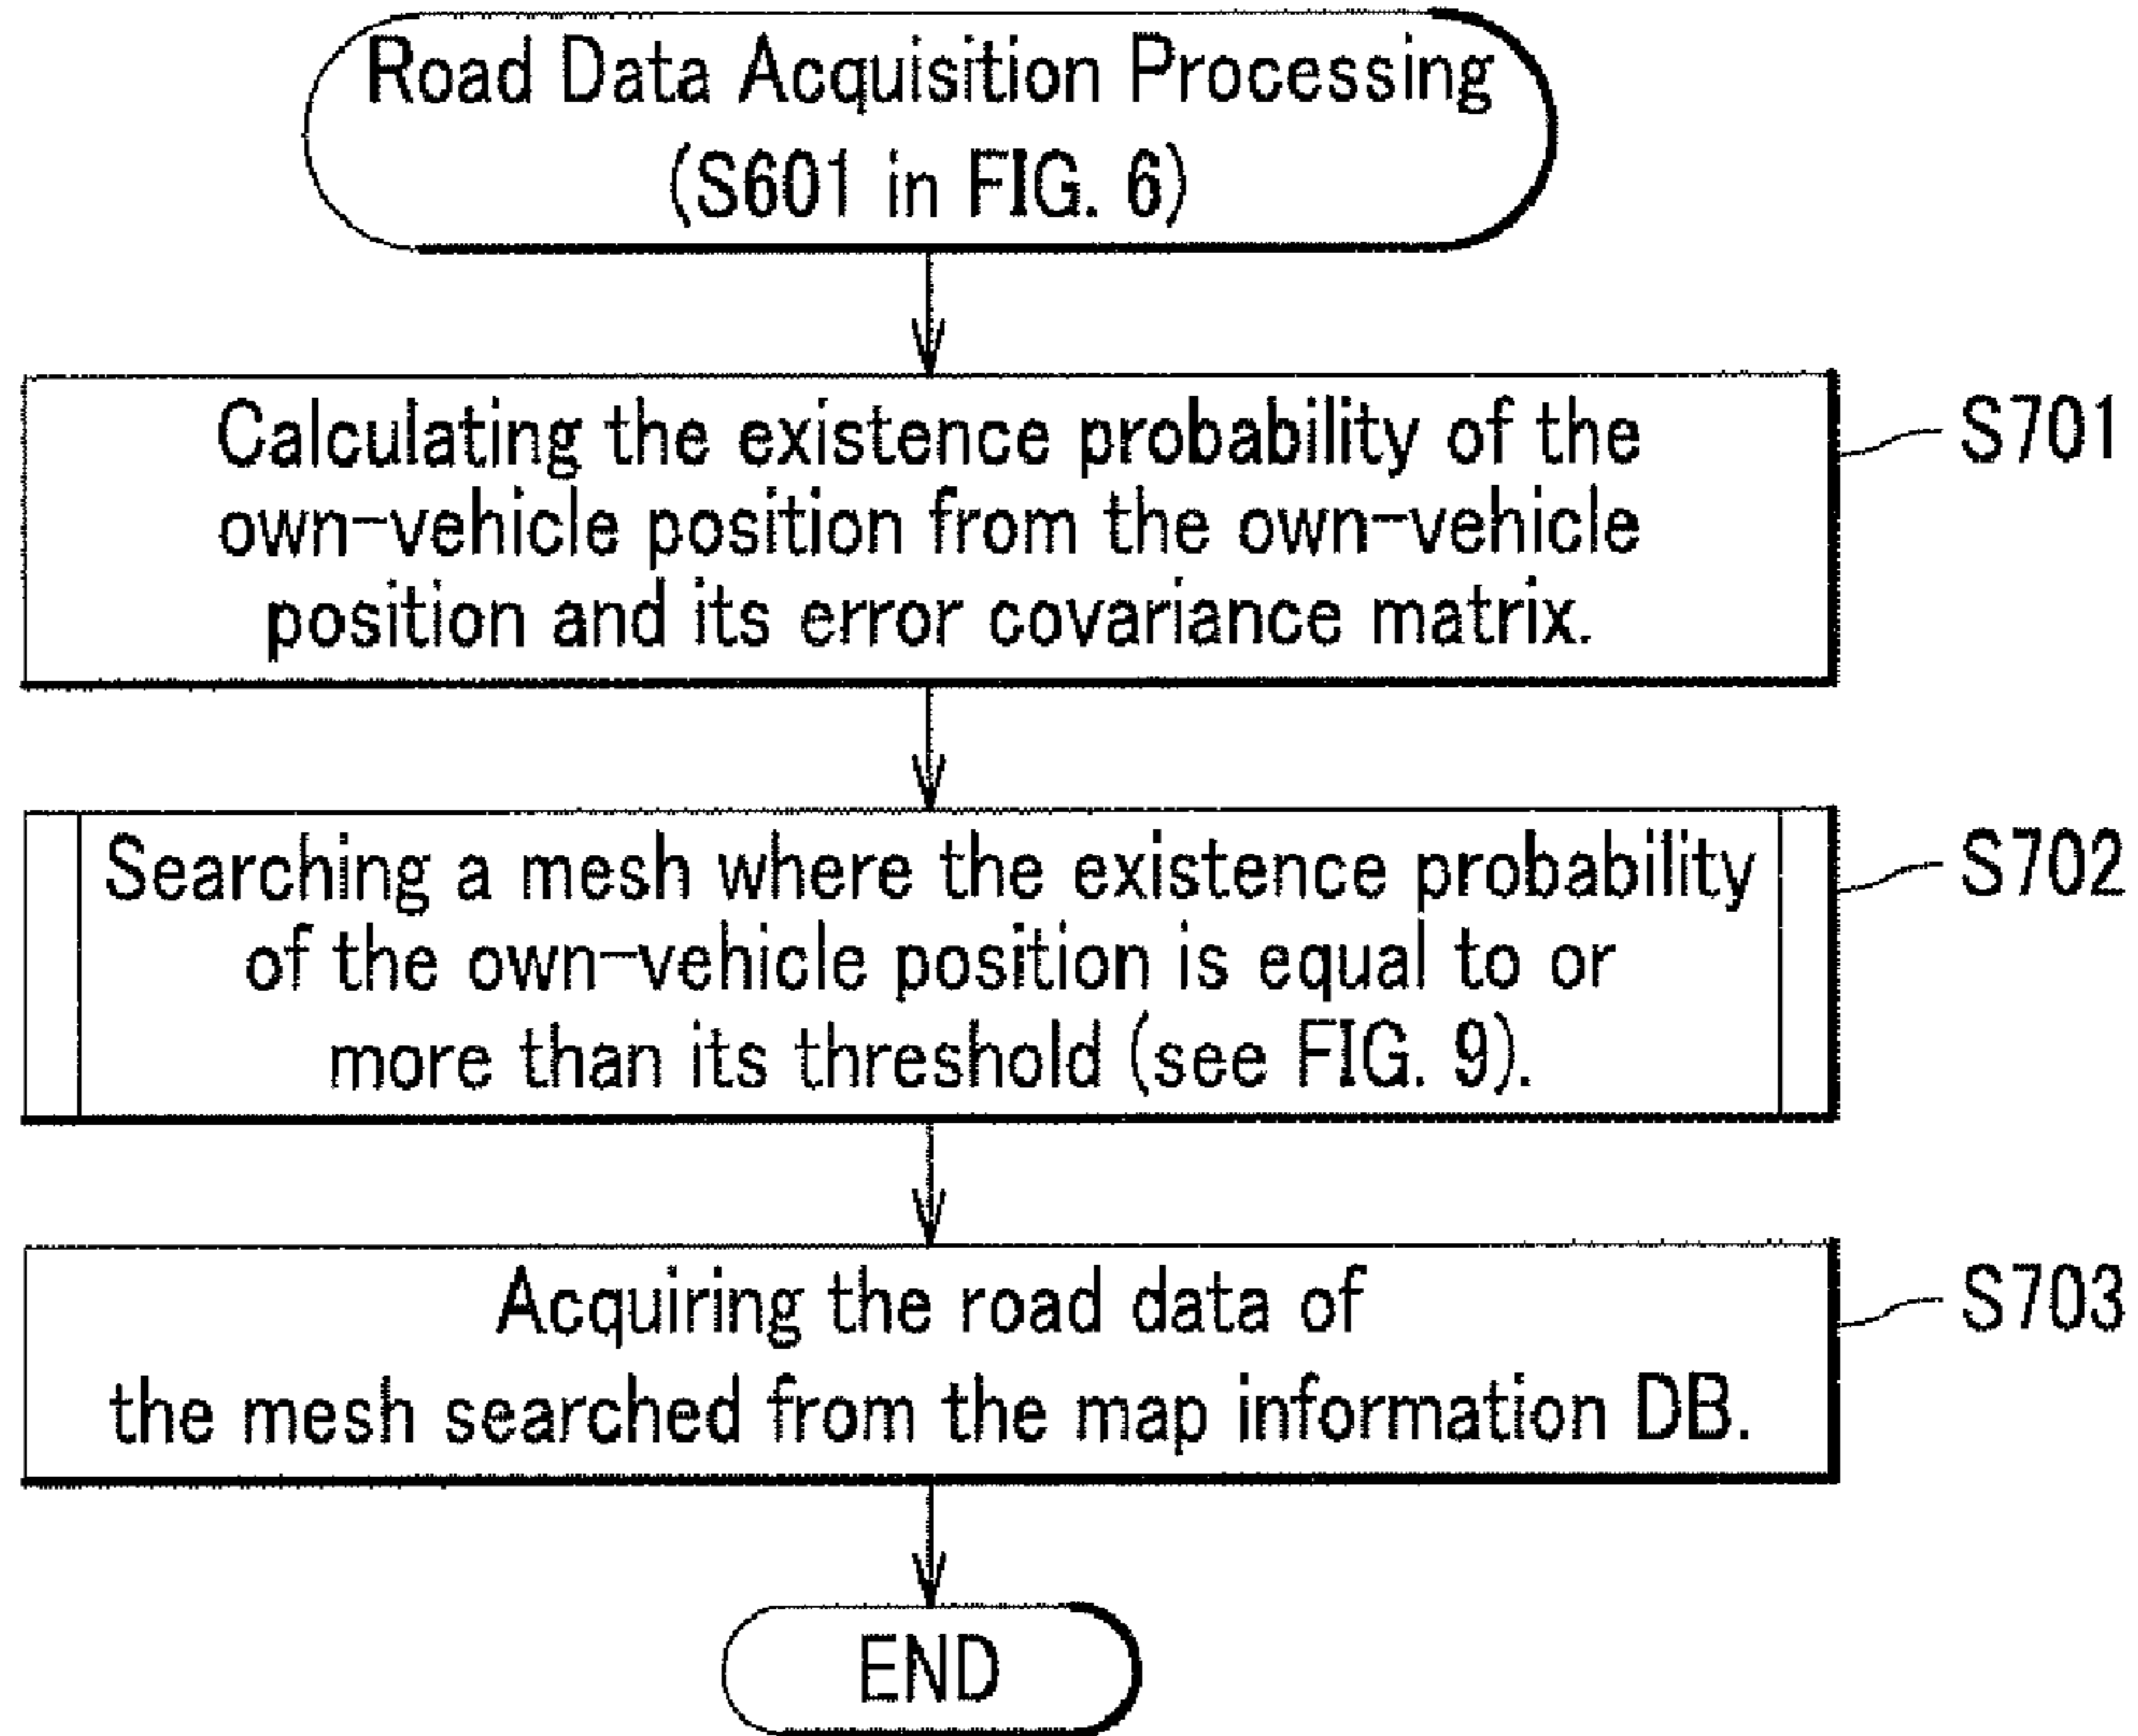 Road Data Acquisition Processing
(S601 in FIG. 6)
Calculating the existence probability of the
own-vehicle position from the own-vehicle
position and its error covariance matrix.
S701
Searching a mesh where the existence probability
of the own-vehicle position is equal to or
more than its threshold (see FIG. 9).
S702
Acquiring the road data of
the mesh searched from the map information DB.
S703
END